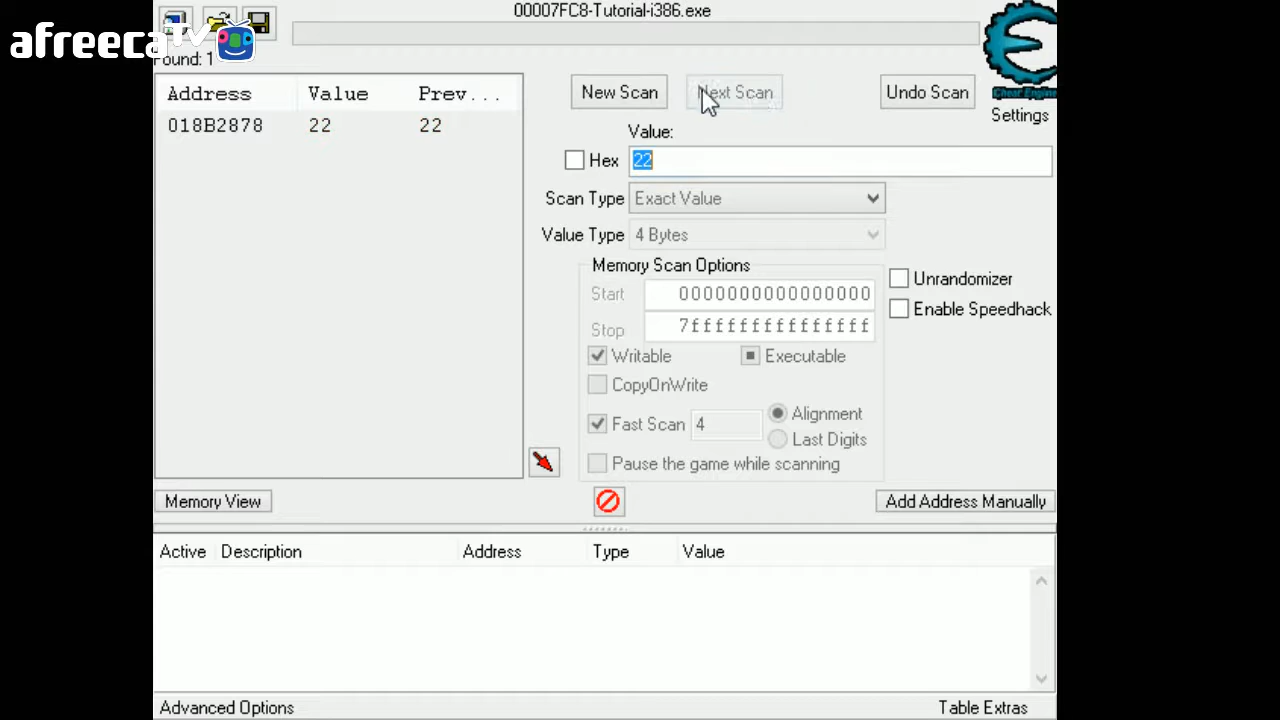 00007FC8-Tutorial-i386.exe
afreecaTV
Found: 1
Address Value Prev...
018B2878 22 22
New Scan Next Scan Undo Scan
Cheat Engine
Settings
Value:
Hex 22
Scan Type Exact Value
Value Type 4 Bytes
Memory Scan Options
Start 0000000000000000
Stop 7fffffffffffffff
Writable Executable
CopyOnWrite
Fast Scan 4 Alignment
Last Digits
Pause the game while scanning
Unrandomizer
Enable Speedhack
Memory View Add Address Manually
Active Description Address Type Value
Advanced Options Table Extras